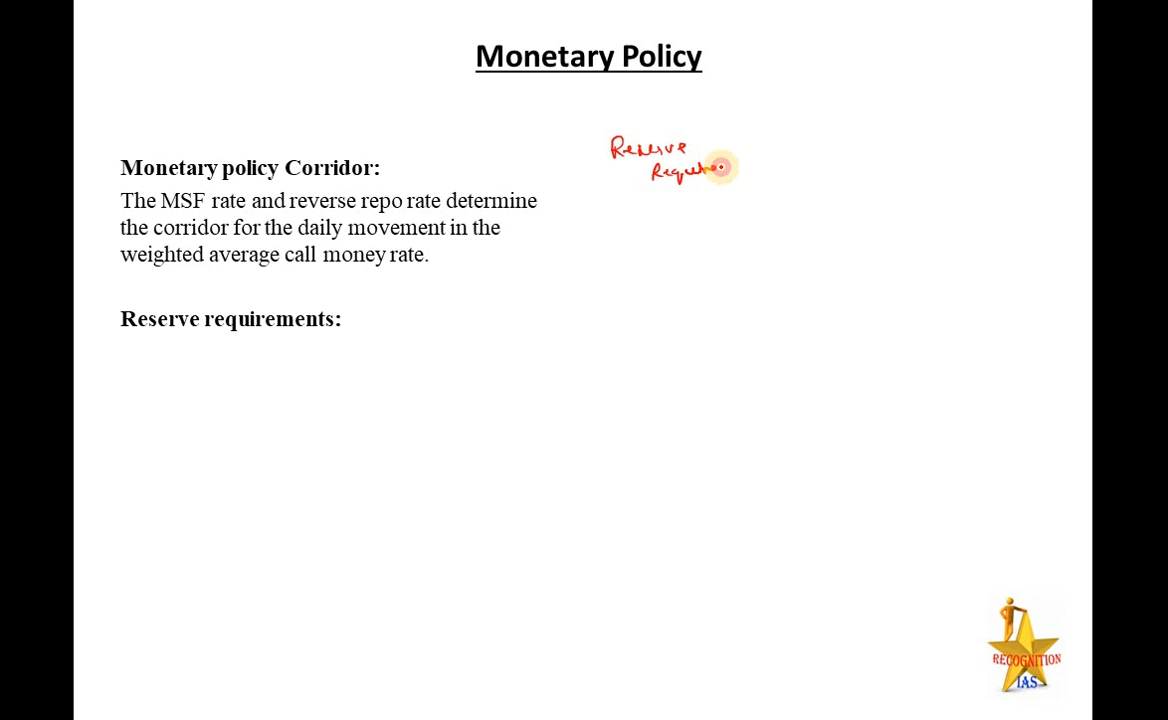 Monetary Policy
Reserve
Monetary policy Corridor:
The MSF rate and reverse repo rate determine
the corridor for the daily movement in the
weighted average call money rate.
Reserve requirements:
RECOGNITION
IAS